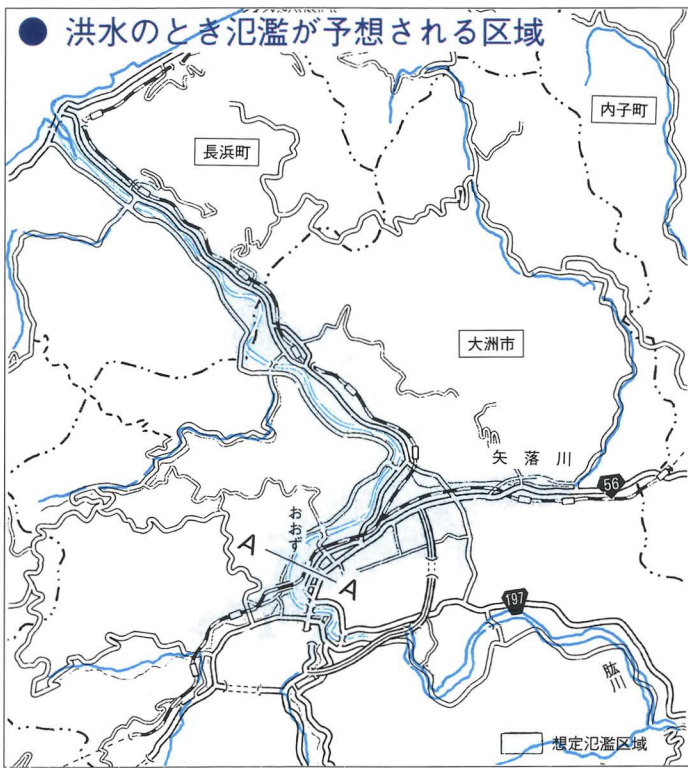 ● 洪水のとき氾濫が予想される区域
内子町
長浜町
大洲市
矢落川
56
おおず
A
A
197
肱川
想定氾濫区域